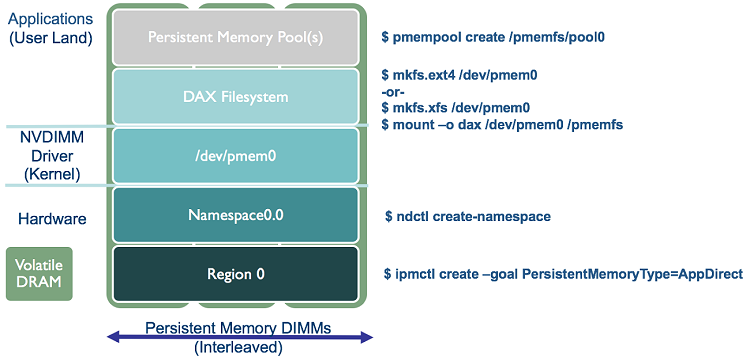 Applications
(User Land)
Persistent Memory Pool(s)
$ pmempool create /pmemfs/pool0
DAX Filesystem
$ mkfs.ext4 /dev/pmem0
-or-
$ mkfs.xfs /dev/pmem0
$ mount –o dax /dev/pmem0 /pmemfs
NVDIMM
Driver
(Kernel)
/dev/pmem0
Hardware
Namespace0.0
$ ndctl create-namespace
Volatile
DRAM
Region 0
$ ipmctl create –goal PersistentMemoryType=AppDirect
Persistent Memory DIMMs
(Interleaved)